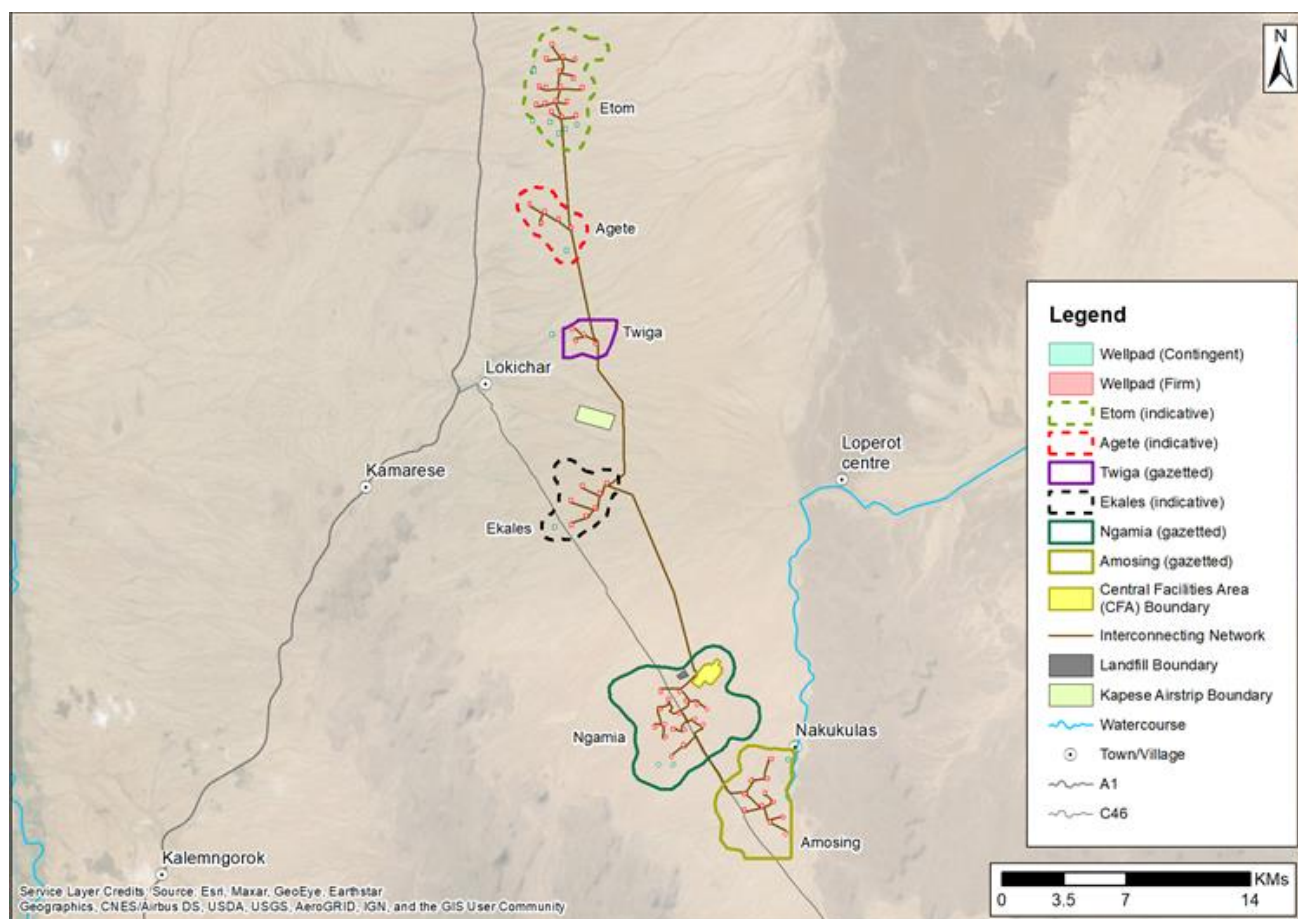 N
Etom
Agete
Twiga
Lokichar
Loperot
centre
Kamarese
Ekales
Nakukulas
Ngamia
Amosing
Kalemngorok
Legend
Wellpad (Contingent)
Wellpad (Firm)
Etom (indicative)
Agete (indicative)
Twiga (gazetted)
Ekales (indicative)
Ngamia (gazetted)
Amosing (gazetted)
Central Facilities Area
(CFA) Boundary
Interconnecting Network
Landfill Boundary
Kapese Airstrip Boundary
Watercourse
Town/Village
A1
C46
KMs
0 3.5 7 14
Service Layer Credits: Source: Esri, Maxar, GeoEye, Earthstar
Geographics, CNES/Airbus DS, USDA, USGS, AeroGRID, IGN, and the GIS User Community